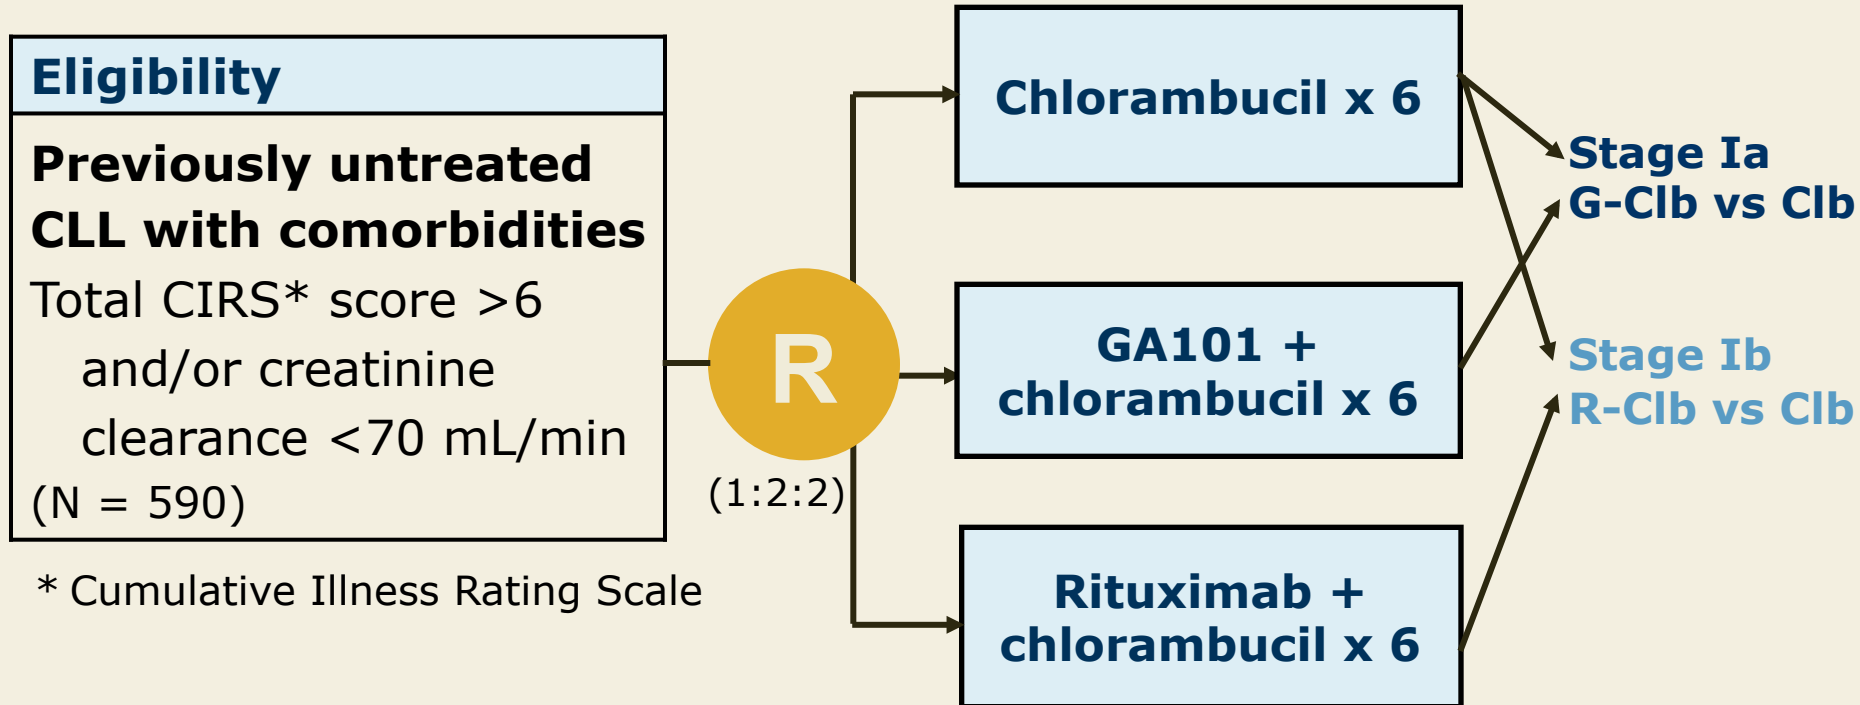 Eligibility
Previously untreated
CLL with comorbidities
Total CIRS* score >6
and/or creatinine
clearance <70 mL/min
(N = 590)
* Cumulative Illness Rating Scale
R
(1:2:2)
Chlorambucil x 6
GA101 +
chlorambucil x 6
Rituximab +
chlorambucil x 6
Stage Ia
G-Clb vs Clb
Stage Ib
R-Clb vs Clb